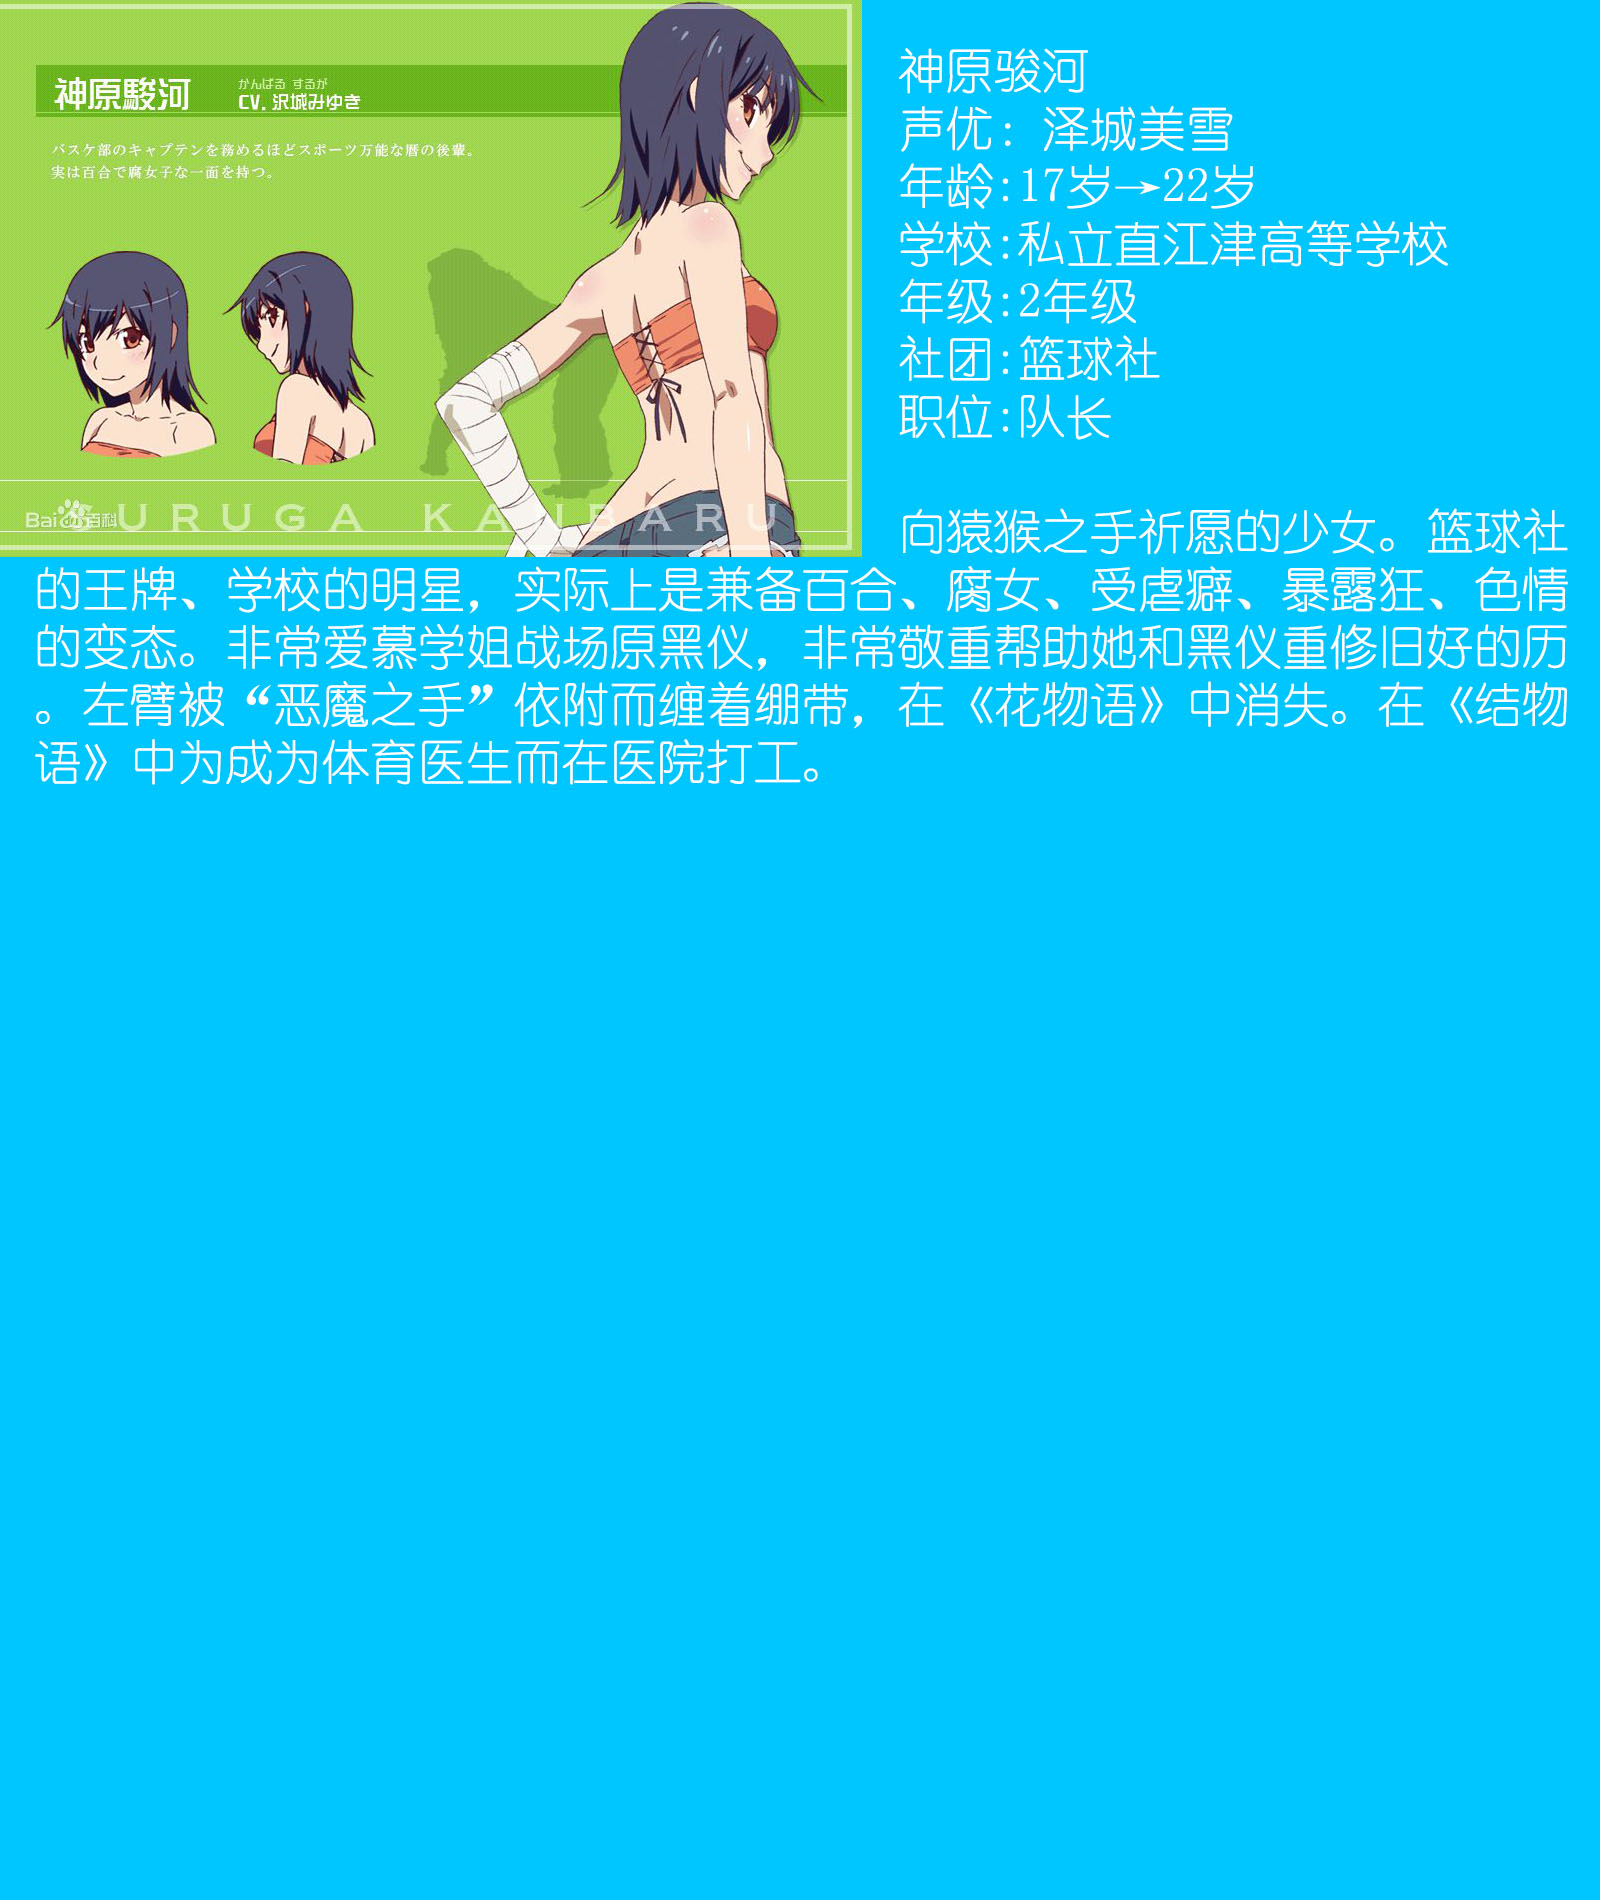 神原駿河
かんばる するが
CV. 沢城みゆき
バスケ部のキャプテンを務めるほどスポーツ万能な暦の後輩。
実は百合で腐女子な一面を持つ。
SURUGA KANBARU
Baidu百科
神原骏河
声优：泽城美雪
年龄:17岁→22岁
学校:私立直江津高等学校
年级:2年级
社团:篮球社
职位:队长
向猿猴之手祈愿的少女。篮球社
的王牌、学校的明星，实际上是兼备百合、腐女、受虐癖、暴露狂、色情
的变态。非常爱慕学姐战场原黑仪，非常敬重帮助她和黑仪重修旧好的历
。左臂被“恶魔之手”依附而缠着绷带，在《花物语》中消失。在《结物
语》中为成为体育医生而在医院打工。